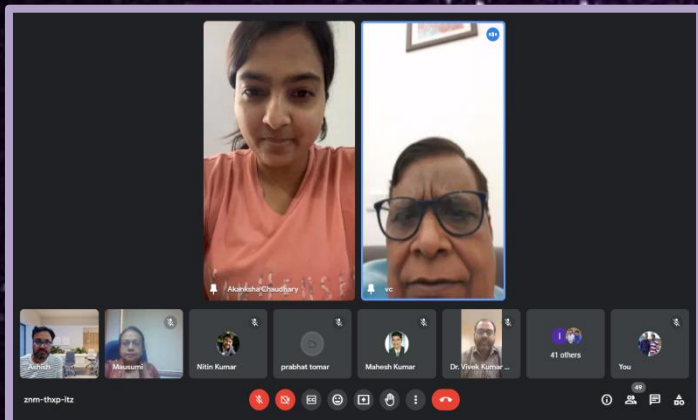 Akanksha Chaudhary
vc
Ashish
Mausumi
Nitin Kumar
prabhat tomar
Mahesh Kumar
Dr. Vivek Kumar ...
I
41 others
You
znm-thxp-itz
CC
49